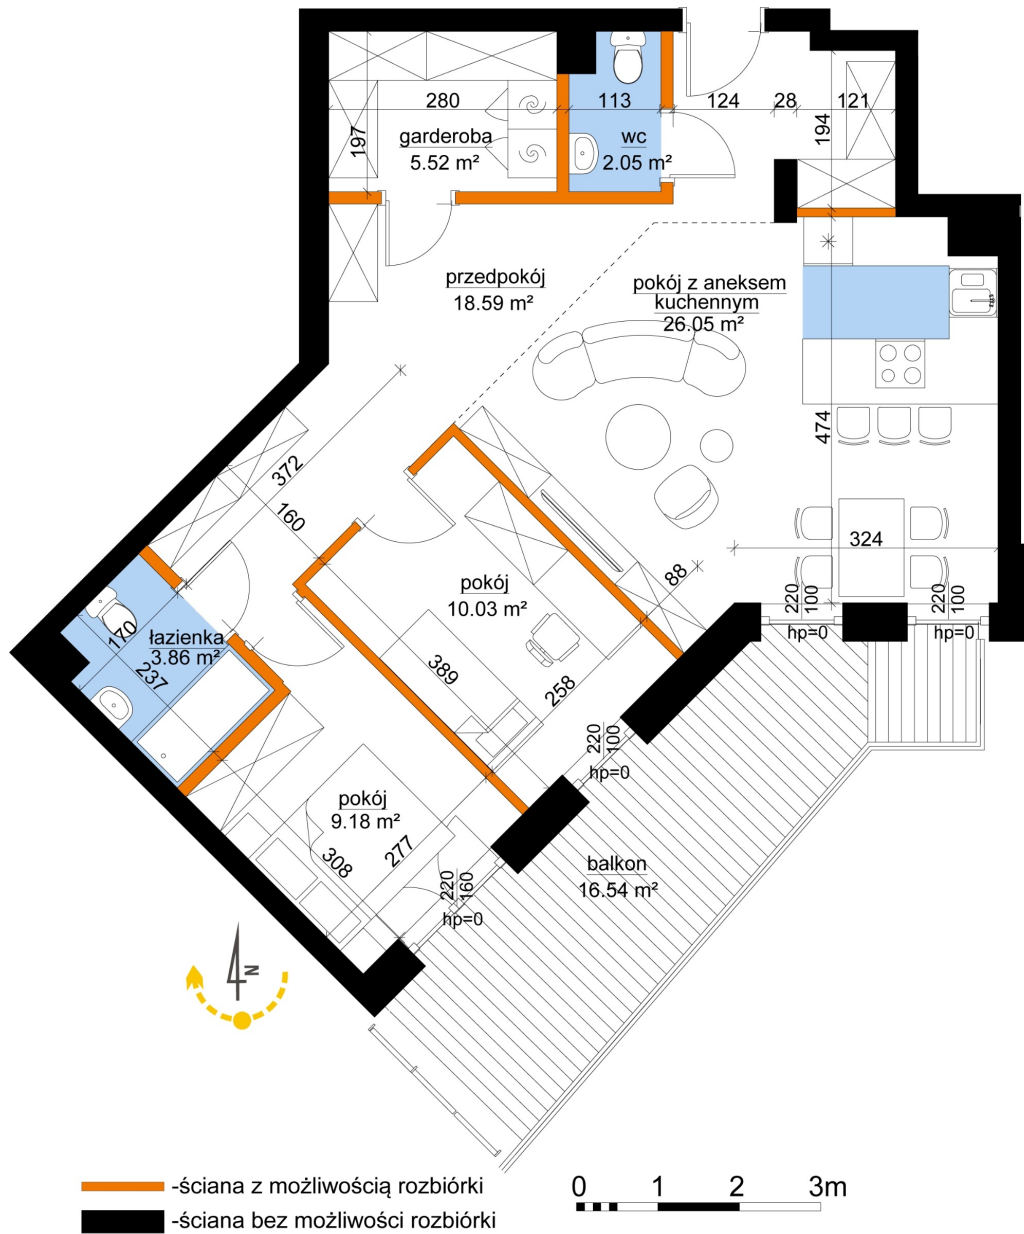 280
113
124
28
121
197
194
garderoba
5.52 m²
wc
2.05 m²
przedpokój
18.59 m²
pokój z aneksem
kuchennym
26.05 m²
474
372
160
324
88
pokój
10.03 m²
220
100
hp=0
220
100
hp=0
170
łazienka
3.86 m²
237
389
258
220
100
hp=0
pokój
9.18 m²
308
277
220
160
hp=0
balkon
16.54 m²
N
-ściana z możliwością rozbiórki
0 1 2 3m
-ściana bez możliwości rozbiórki